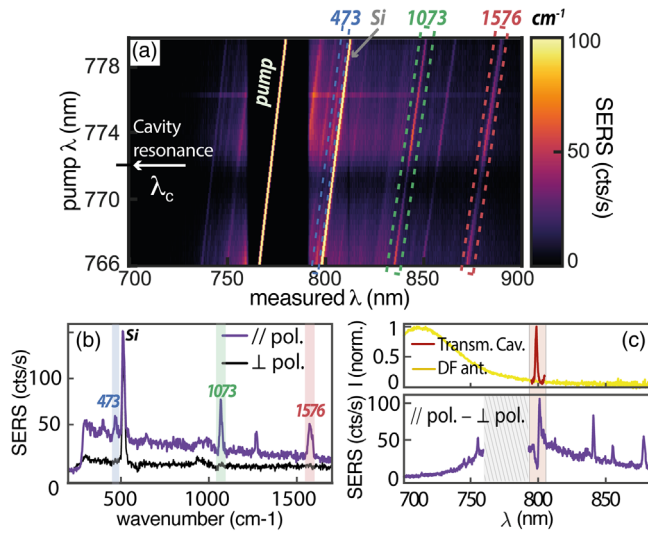 473 Si 1073 1576 cm-1
(a)
778
774
770
766
pump λ (nm)
pump
Cavity
resonance
λc
700 750 800 850 900
measured λ (nm)
100
50
0
SERS (cts/s)
(b)
Si
// pol.
⊥ pol.
473
1073
1576
100
50
0
SERS (cts/s)
500 1000 1500
wavenumber (cm-1)
(c)
1
0.5
0
I (norm.)
Transm. Cav.
DF ant.
// pol. – ⊥ pol.
100
50
0
SERS (cts/s)
700 750 800 850
λ (nm)